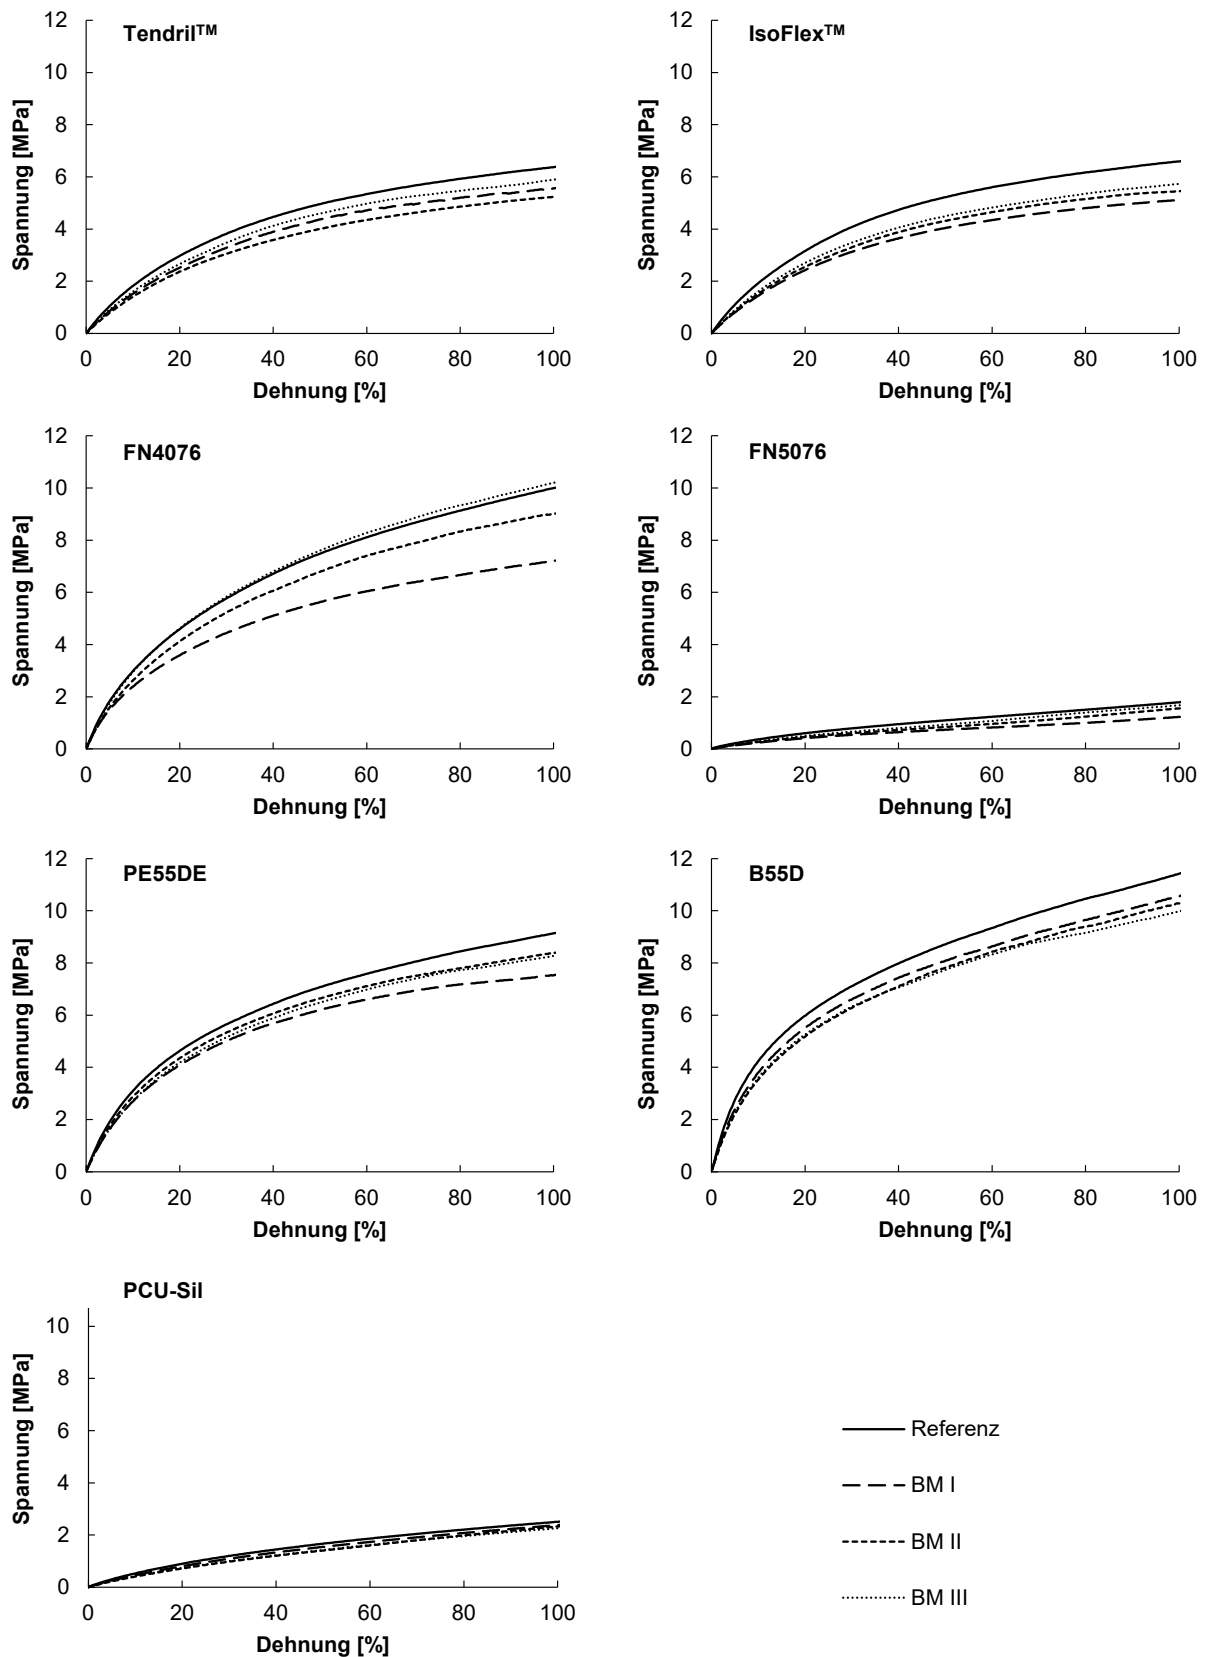 Tendril™
Spannung [MPa]
12
10
8
6
4
2
0
0 20 40 60 80 100
Dehnung [%]
IsoFlex™
Spannung [MPa]
12
10
8
6
4
2
0
0 20 40 60 80 100
Dehnung [%]
FN4076
Spannung [MPa]
12
10
8
6
4
2
0
0 20 40 60 80 100
Dehnung [%]
FN5076
Spannung [MPa]
12
10
8
6
4
2
0
0 20 40 60 80 100
Dehnung [%]
PE55DE
Spannung [MPa]
12
10
8
6
4
2
0
0 20 40 60 80 100
Dehnung [%]
B55D
Spannung [MPa]
12
10
8
6
4
2
0
0 20 40 60 80 100
Dehnung [%]
PCU-Sil
Spannung [MPa]
10
8
6
4
2
0
0 20 40 60 80 100
Dehnung [%]
Referenz
BM I
BM II
BM III